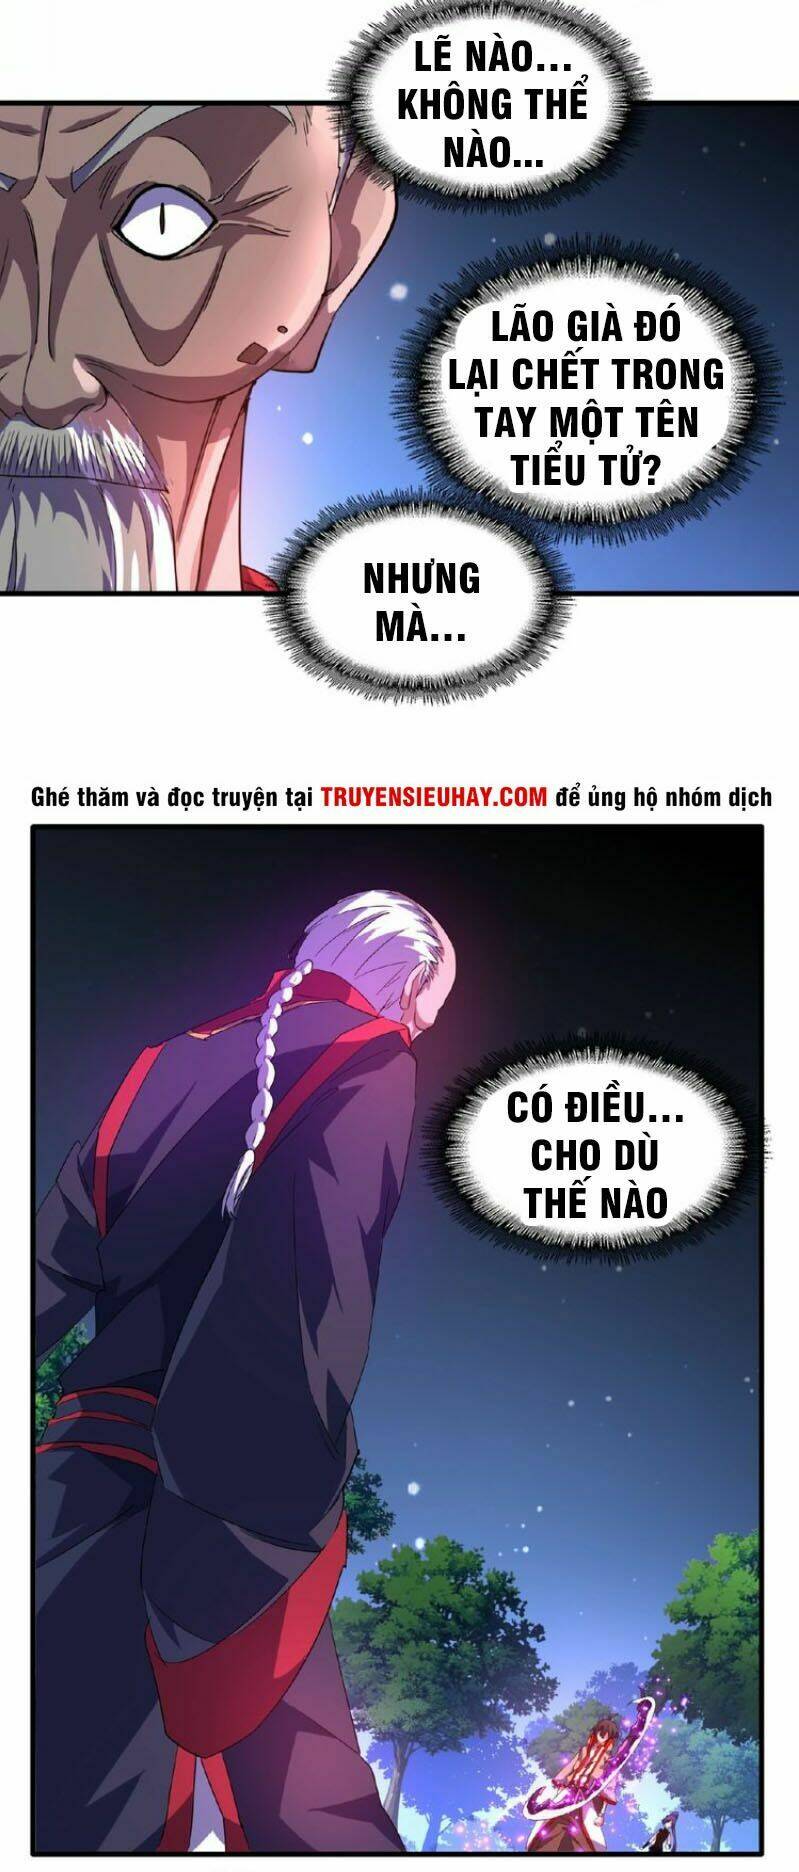 LẼ NÀO...
KHÔNG THỂ
NÀO...
LÃO GIÀ ĐÓ
LẠI CHẾT TRONG
TAY MỘT TÊN
TIỂU TỬ?
NHƯNG
MÀ...
Ghé thăm và đọc truyện tại TRUYENSIEUHAY.COM để ủng hộ nhóm dịch
CÓ ĐIỀU...
CHO DÙ
THẾ NÀO